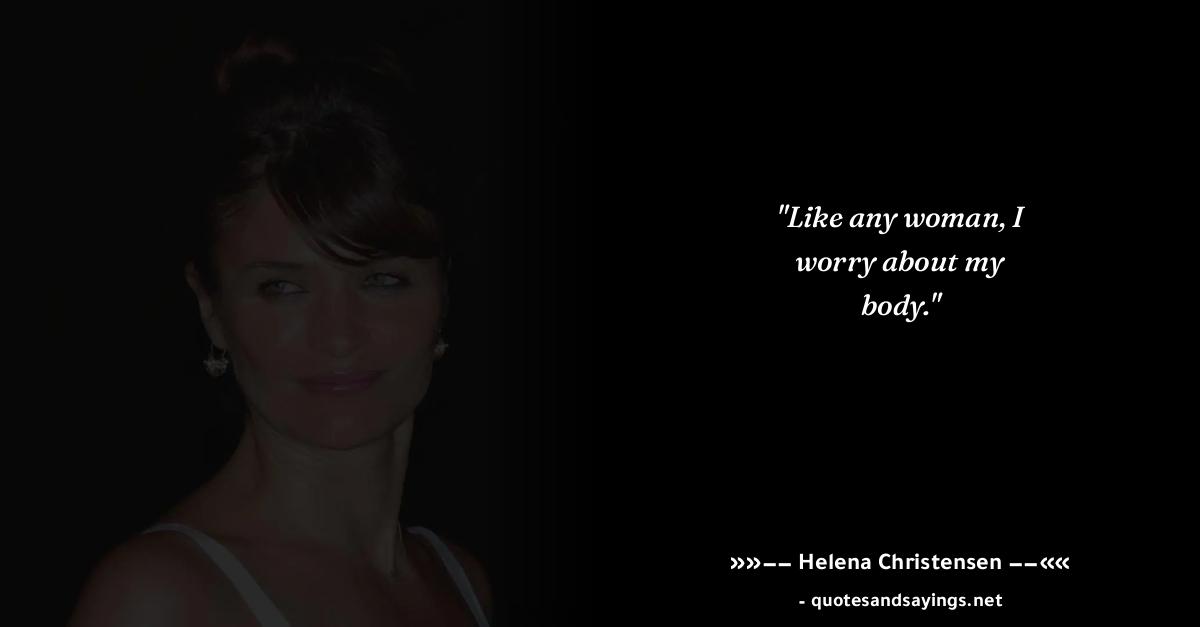 "Like any woman, I
worry about my
body."
»»−− Helena Christensen −−««
- quotesandsayings.net